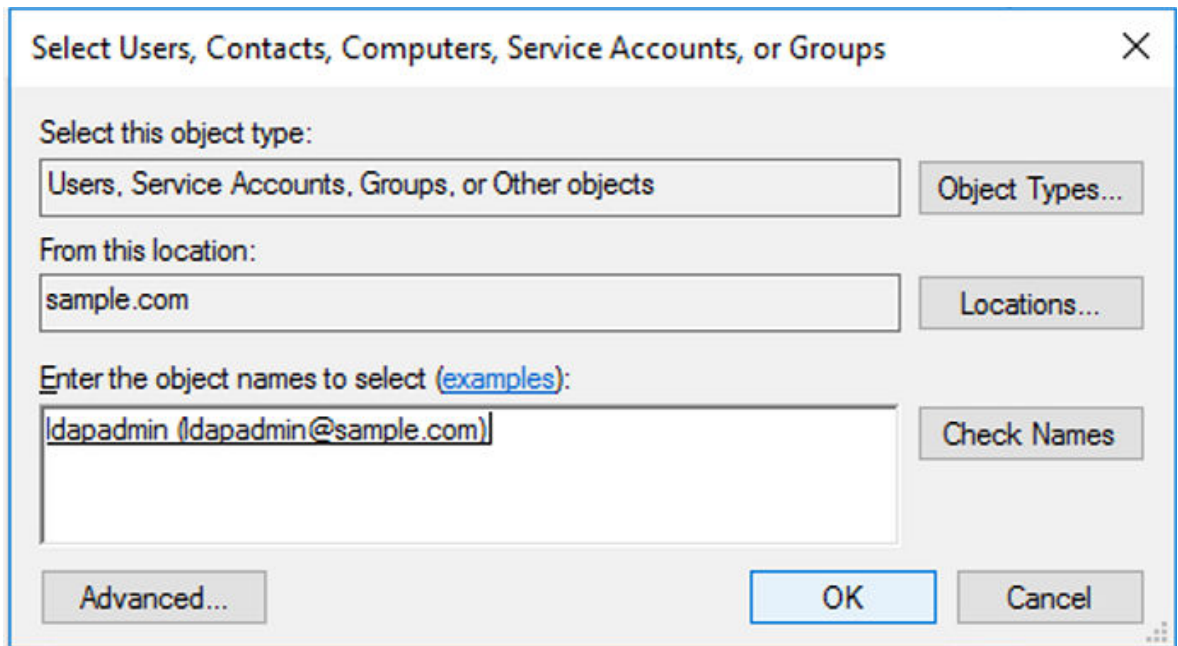 Select Users, Contacts, Computers, Service Accounts, or Groups
Select this object type:
Users, Service Accounts, Groups, or Other objects
Object Types...
From this location:
sample.com
Locations...
Enter the object names to select (examples):
ldapadmin (ldapadmin@sample.com)
Check Names
Advanced...
OK
Cancel